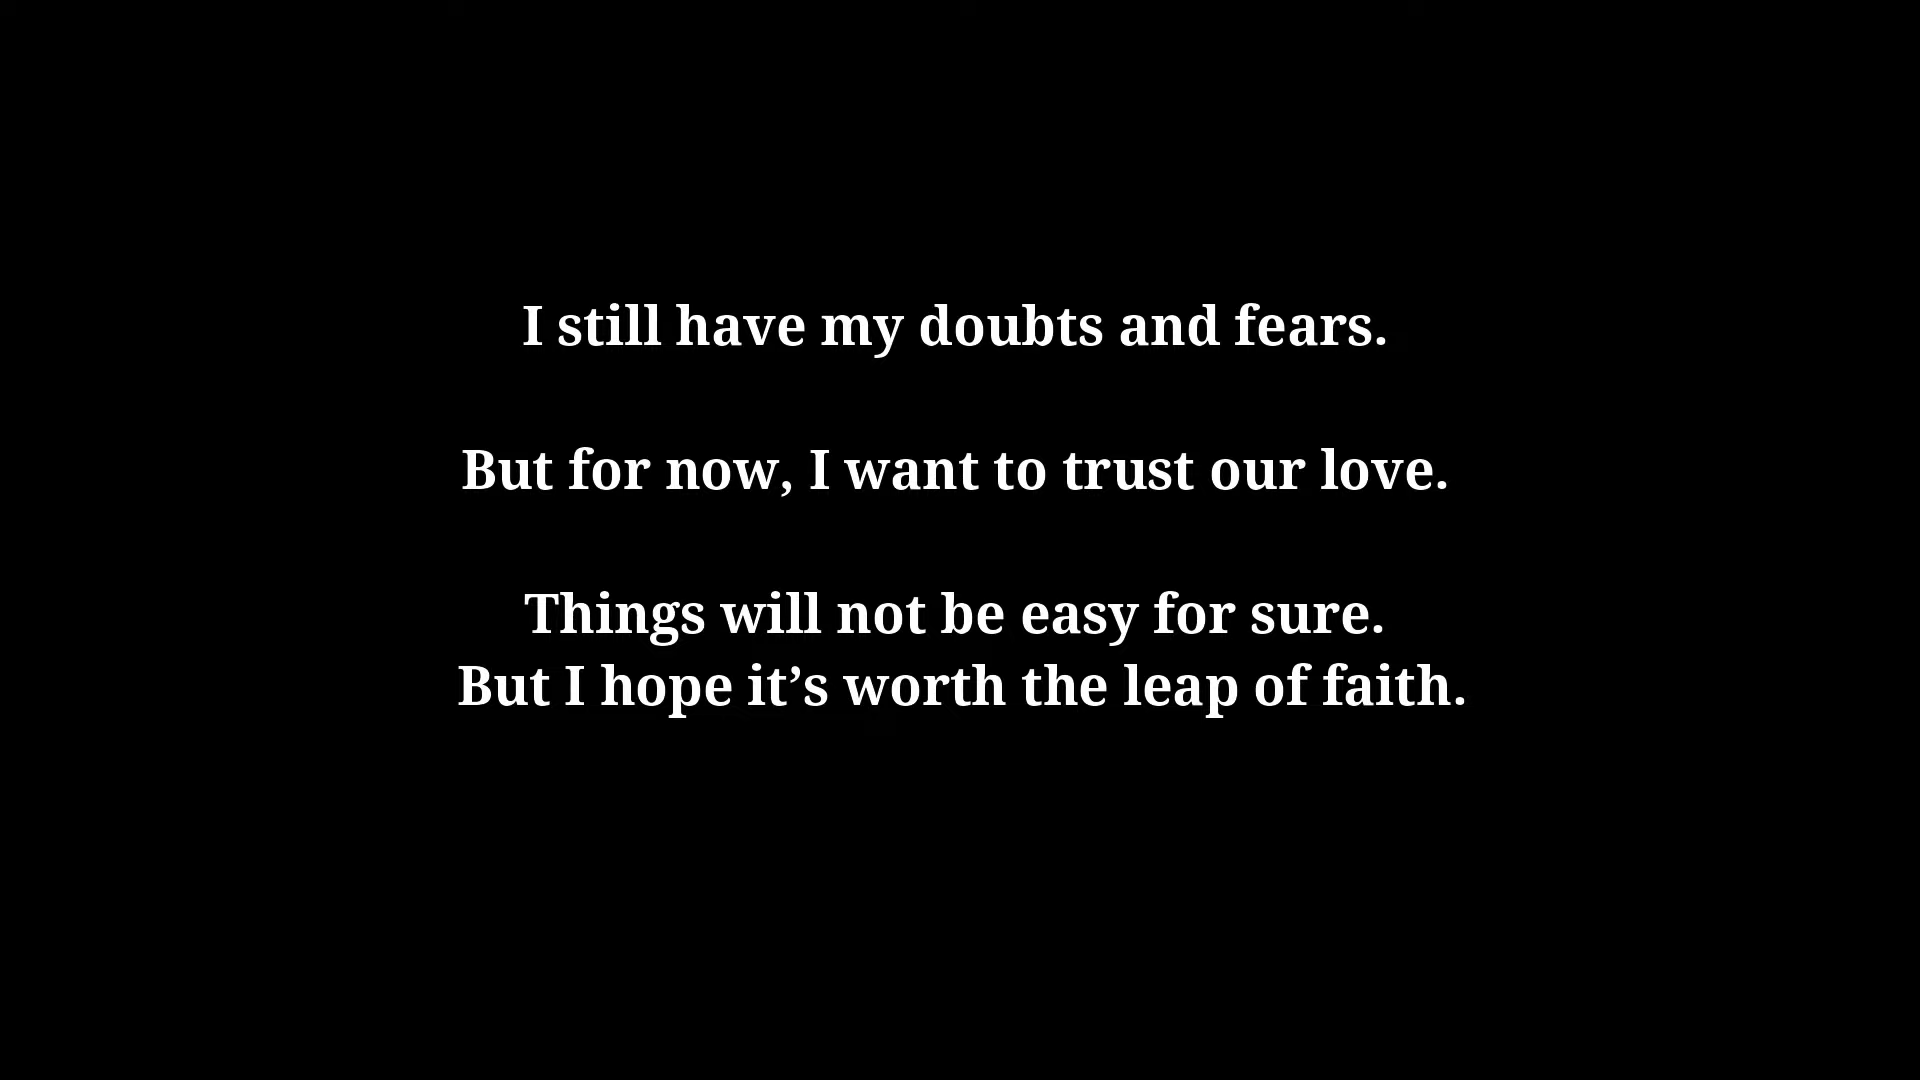 I still have my doubts and fears.
But for now, I want to trust our love.
Things will not be easy for sure.
But I hope it’s worth the leap of faith.